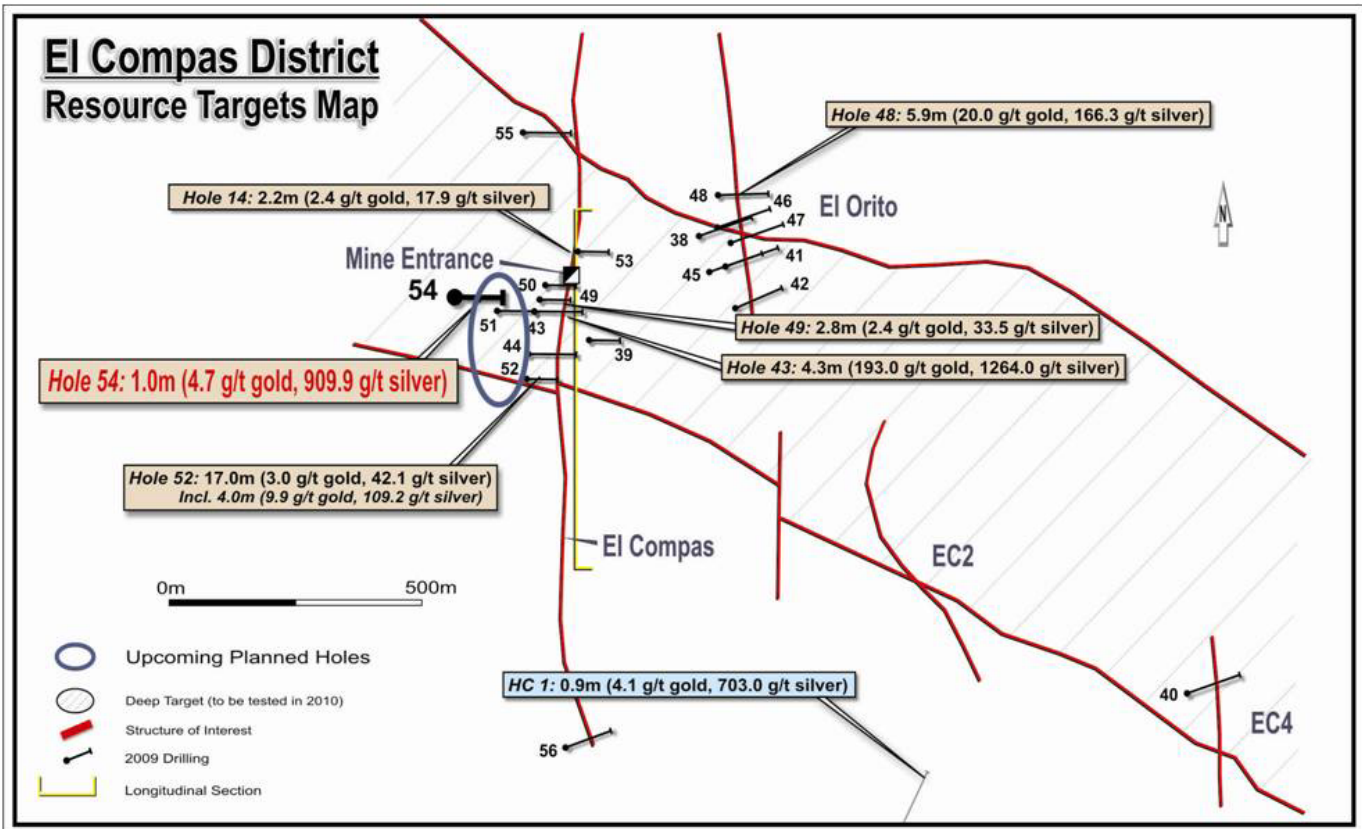 El Compas District
Resource Targets Map
Hole 48: 5.9m (20.0 g/t gold, 166.3 g/t silver)
55
48
46
El Orito
47
38
41
45
42
Hole 14: 2.2m (2.4 g/t gold, 17.9 g/t silver)
N
53
Mine Entrance
54
50
49
51
43
44
39
52
Hole 49: 2.8m (2.4 g/t gold, 33.5 g/t silver)
Hole 43: 4.3m (193.0 g/t gold, 1264.0 g/t silver)
Hole 54: 1.0m (4.7 g/t gold, 909.9 g/t silver)
Hole 52: 17.0m (3.0 g/t gold, 42.1 g/t silver)
Incl. 4.0m (9.9 g/t gold, 109.2 g/t silver)
El Compas
EC2
0m
500m
Upcoming Planned Holes
Deep Target (to be tested in 2010)
Structure of Interest
2009 Drilling
Longitudinal Section
HC 1: 0.9m (4.1 g/t gold, 703.0 g/t silver)
56
40
EC4